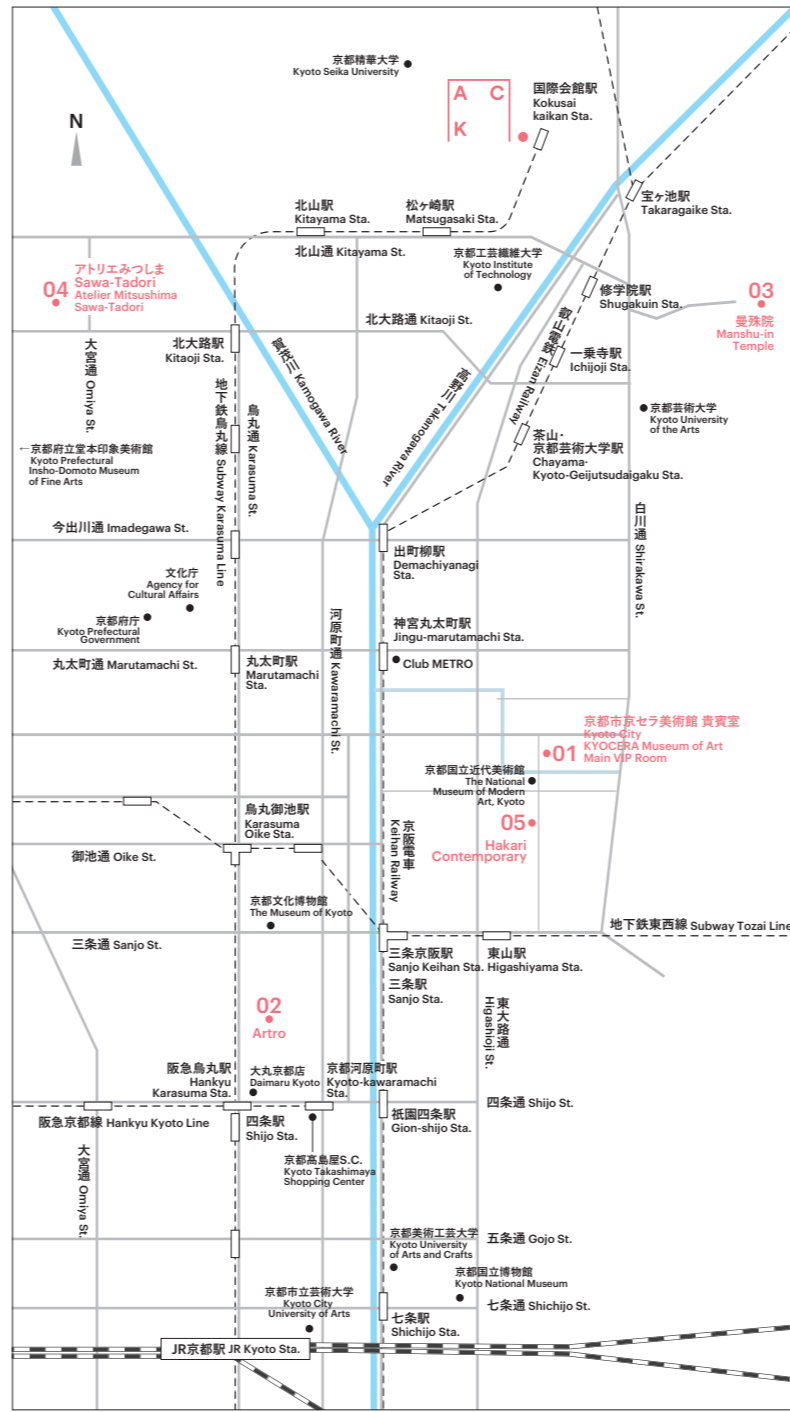 京都精華大学
Kyoto Seika University
A C
K
国際会館駅
Kokusai
kaikan Sta.
N
宝ヶ池駅
Takaragaike Sta.
北山駅
Kitayama Sta.
松ヶ崎駅
Matsugasaki Sta.
北山通 Kitayama St.
京都工芸繊維大学
Kyoto Institute
of Technology
アトリエみつしま
Sawa-Tadori
Atelier Mitsushima
Sawa-Tadori
04
修学院駅
Shugakuin Sta.
03
曼殊院
Manshu-in
Temple
北大路通 Kitaoji St.
大宮通 Omiya St.
北大路駅
Kitaoji Sta.
賀茂川 Kamogawa River
叡山電鉄 Eizan Railway
一乗寺駅
Ichijoji Sta.
高野川 Takanogawa River
地下鉄烏丸線 Subway Karasuma Line
烏丸通 Karasuma St.
京都芸術大学
Kyoto University
of the Arts
←京都府立堂本印象美術館
Kyoto Prefectural
Insho-Domoto Museum
of Fine Arts
茶山・
京都芸術大学駅
Chayama-
Kyoto-Geijutsudaigaku Sta.
今出川通 Imadegawa St.
白川通 Shirakawa St.
出町柳駅
Demachiyanagi
Sta.
文化庁
Agency for
Cultural Affairs
京都府庁
Kyoto Prefectural
Government
河原町通 Kawaramachi St.
神宮丸太町駅
Jingu-marutamachi Sta.
丸太町通 Marutamachi St.
丸太町駅
Marutamachi
Sta.
Club METRO
01
京都市京セラ美術館 貴賓室
Kyoto City
KYOCERA Museum of Art
Main VIP Room
京都国立近代美術館
The National
Museum of Modern
Art, Kyoto
烏丸御池駅
Karasuma
Oike Sta.
京阪電車
Keihan Railway
05
Hakari
Contemporary
御池通 Oike St.
京都文化博物館
The Museum of Kyoto
地下鉄東西線 Subway Tozai Line
三条通 Sanjo St.
三条京阪駅
Sanjo Keihan Sta.
三条駅
Sanjo Sta.
東山駅
Higashiyama Sta.
02
Artro
東大路通
Higashioji St.
阪急烏丸駅
Hankyu
Karasuma Sta.
大丸京都店
Daimaru Kyoto
京都河原町駅
Kyoto-kawaramachi
Sta.
四条通 Shijo St.
阪急京都線 Hankyu Kyoto Line
四条駅
Shijo Sta.
祇園四条駅
Gion-shijo Sta.
大宮通 Omiya St.
京都髙島屋S.C.
Kyoto Takashimaya
Shopping Center
京都美術工芸大学
Kyoto University
of Arts and Crafts
五条通 Gojo St.
京都国立博物館
Kyoto National Museum
京都市立芸術大学
Kyoto City
University of Arts
七条通 Shichijo St.
七条駅
Shichijo Sta.
JR京都駅 JR Kyoto Sta.